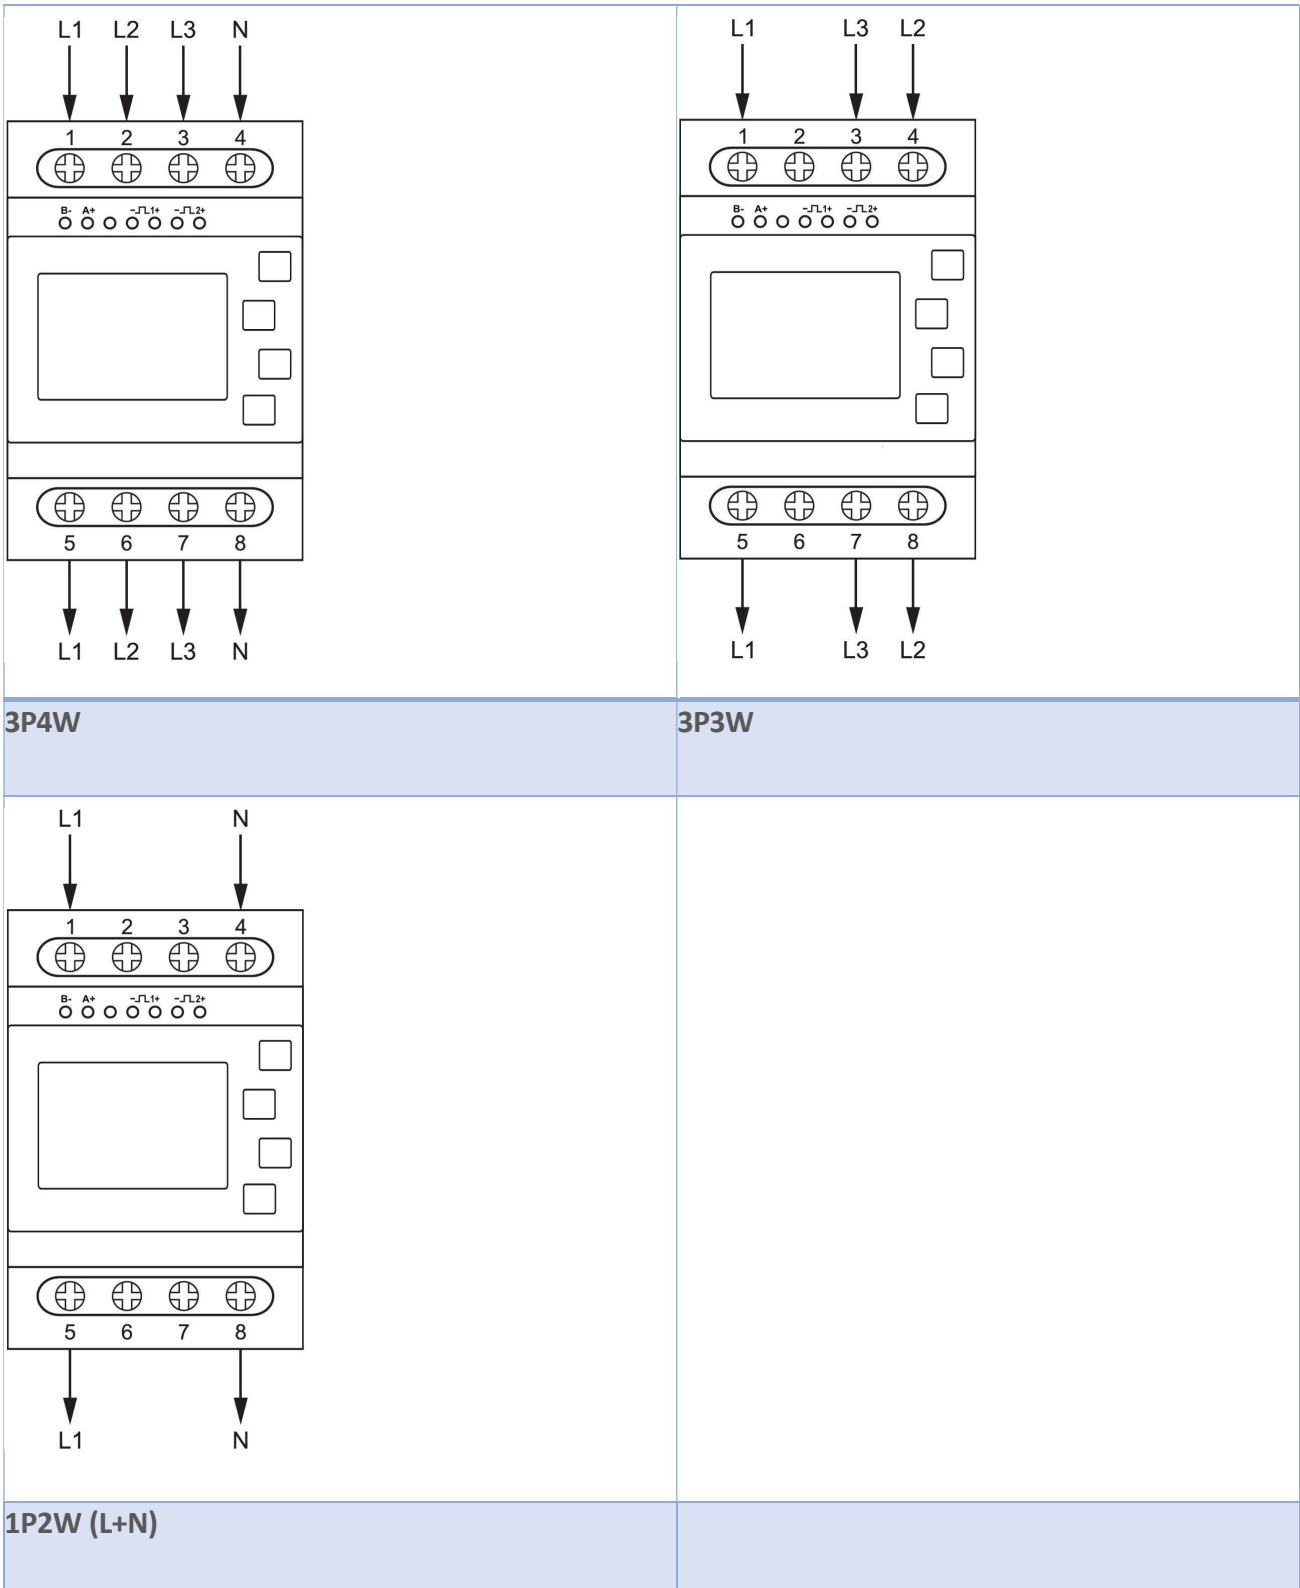 L1 L2 L3 N
1 2 3 4
B- A+ - 1+ - 2+
5 6 7 8
L1 L2 L3 N
L1 L3 L2
1 2 3 4
B- A+ - 1+ - 2+
5 6 7 8
L1 L3 L2
3P4W
3P3W
L1 N
1 2 3 4
B- A+ - 1+ - 2+
5 6 7 8
L1 N
1P2W (L+N)